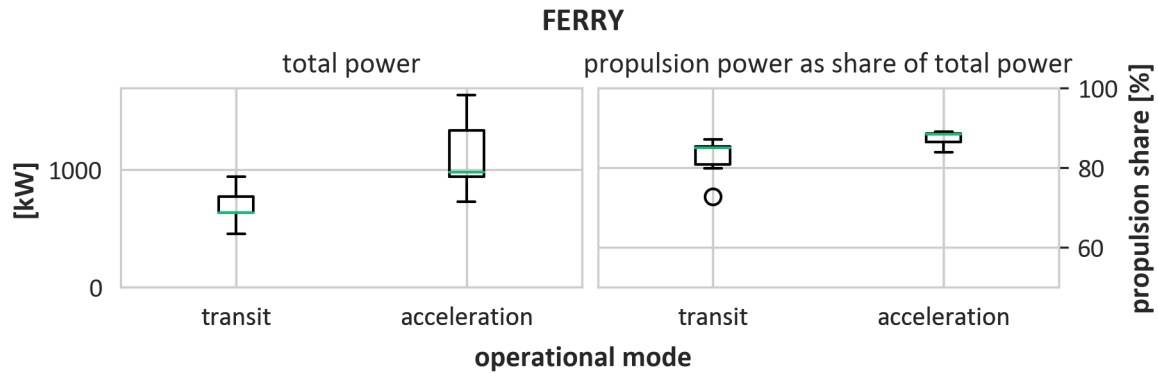 FERRY
total power
propulsion power as share of total power
[kW]
1000
0
100
80
60
propulsion share [%]
transit
acceleration
transit
acceleration
operational mode